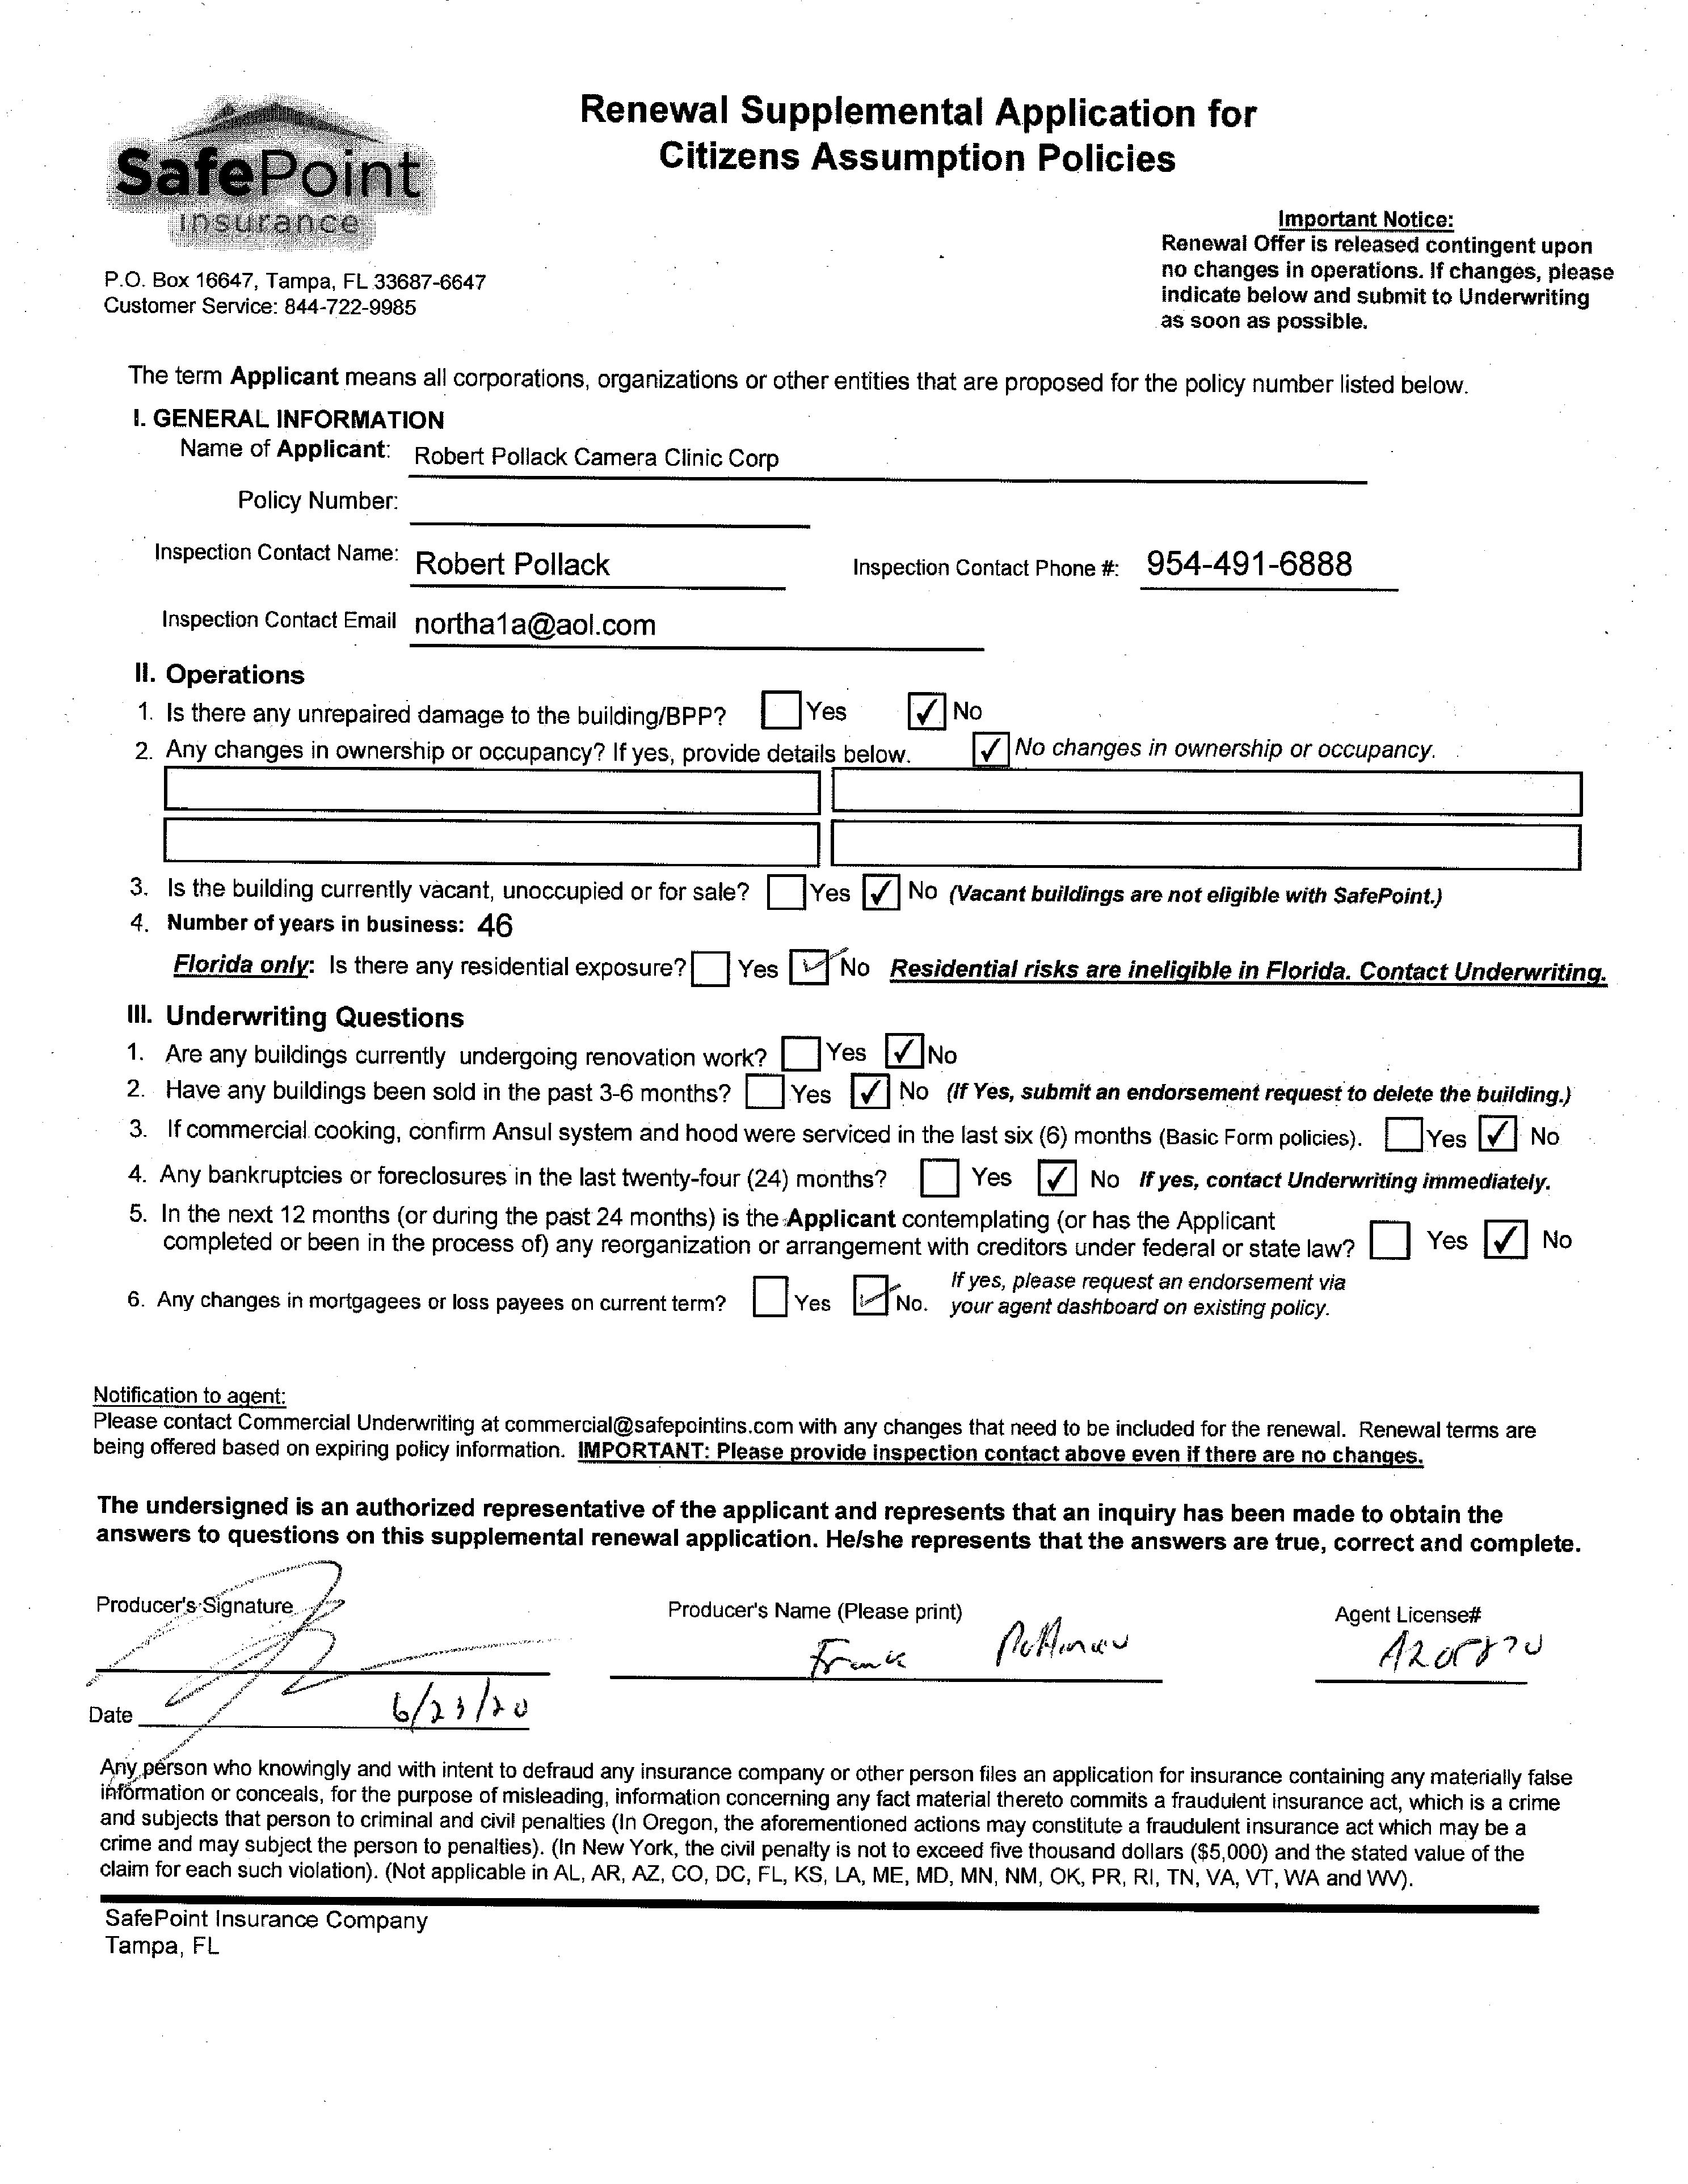 SafePoint
Insurance
Renewal Supplemental Application for
Citizens Assumption Policies
Important Notice:
Renewal Offer is released contingent upon
no changes in operations. If changes, please
indicate below and submit to Underwriting
as soon as possible.
P.O. Box 16647, Tampa, FL 33687-6647
Customer Service: 844-722-9985
The term Applicant means all corporations, organizations or other entities that are proposed for the policy number listed below.
I. GENERAL INFORMATION
Name of Applicant: Robert Pollack Camera Clinic Corp
Policy Number:
Inspection Contact Name: Robert Pollack Inspection Contact Phone #: 954-491-6888
Inspection Contact Email northa1a@aol.com
II. Operations
1. Is there any unrepaired damage to the building/BPP? Yes ✓ No
2. Any changes in ownership or occupancy? If yes, provide details below. ✓ No changes in ownership or occupancy.
3. Is the building currently vacant, unoccupied or for sale? Yes ✓ No (Vacant buildings are not eligible with SafePoint.)
4. Number of years in business: 46
Florida only: Is there any residential exposure? Yes ✓ No Residential risks are ineligible in Florida. Contact Underwriting.
III. Underwriting Questions
1. Are any buildings currently undergoing renovation work? Yes ✓ No
2. Have any buildings been sold in the past 3-6 months? Yes ✓ No (If Yes, submit an endorsement request to delete the building.)
3. If commercial cooking, confirm Ansul system and hood were serviced in the last six (6) months (Basic Form policies). Yes ✓ No
4. Any bankruptcies or foreclosures in the last twenty-four (24) months? Yes ✓ No If yes, contact Underwriting immediately.
5. In the next 12 months (or during the past 24 months) is the Applicant contemplating (or has the Applicant
completed or been in the process of) any reorganization or arrangement with creditors under federal or state law? Yes ✓ No
6. Any changes in mortgagees or loss payees on current term? Yes ✓ No. If yes, please request an endorsement via
your agent dashboard on existing policy.
Notification to agent:
Please contact Commercial Underwriting at commercial@safepointins.com with any changes that need to be included for the renewal. Renewal terms are
being offered based on expiring policy information. IMPORTANT: Please provide inspection contact above even if there are no changes.
The undersigned is an authorized representative of the applicant and represents that an inquiry has been made to obtain the
answers to questions on this supplemental renewal application. He/she represents that the answers are true, correct and complete.
Producer's Signature Producer's Name (Please print) Agent License#
Frank
Date 6/23/20
Any person who knowingly and with intent to defraud any insurance company or other person files an application for insurance containing any materially false
information or conceals, for the purpose of misleading, information concerning any fact material thereto commits a fraudulent insurance act, which is a crime
and subjects that person to criminal and civil penalties (In Oregon, the aforementioned actions may constitute a fraudulent insurance act which may be a
crime and may subject the person to penalties). (In New York, the civil penalty is not to exceed five thousand dollars ($5,000) and the stated value of the
claim for each such violation). (Not applicable in AL, AR, AZ, CO, DC, FL, KS, LA, ME, MD, MN, NM, OK, PR, RI, TN, VA, VT, WA and WV).
SafePoint Insurance Company
Tampa, FL